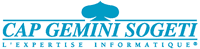 CAP GEMINI SOGETI
L'EXPERTISE INFORMATIQUE®